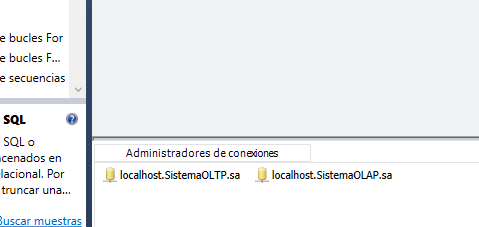 e bucles For
e bucles F...
e secuencias
SQL
SQL o
cenados en
lacional. Por
truncar una...
Buscar muestras
Administradores de conexiones
localhost.SistemaOLTP.sa
localhost.SistemaOLAP.sa